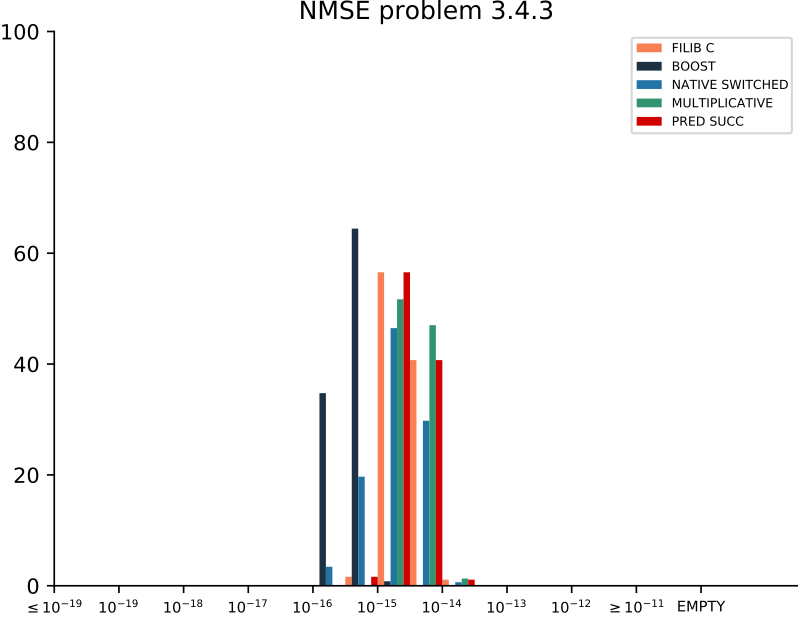 NMSE problem 3.4.3
100
80
60
40
20
0
FILIB C
BOOST
NATIVE SWITCHED
MULTIPLICATIVE
PRED SUCC
≤ 10⁻¹⁹ 10⁻¹⁹ 10⁻¹⁸ 10⁻¹⁷ 10⁻¹⁶ 10⁻¹⁵ 10⁻¹⁴ 10⁻¹³ 10⁻¹² ≥ 10⁻¹¹ EMPTY